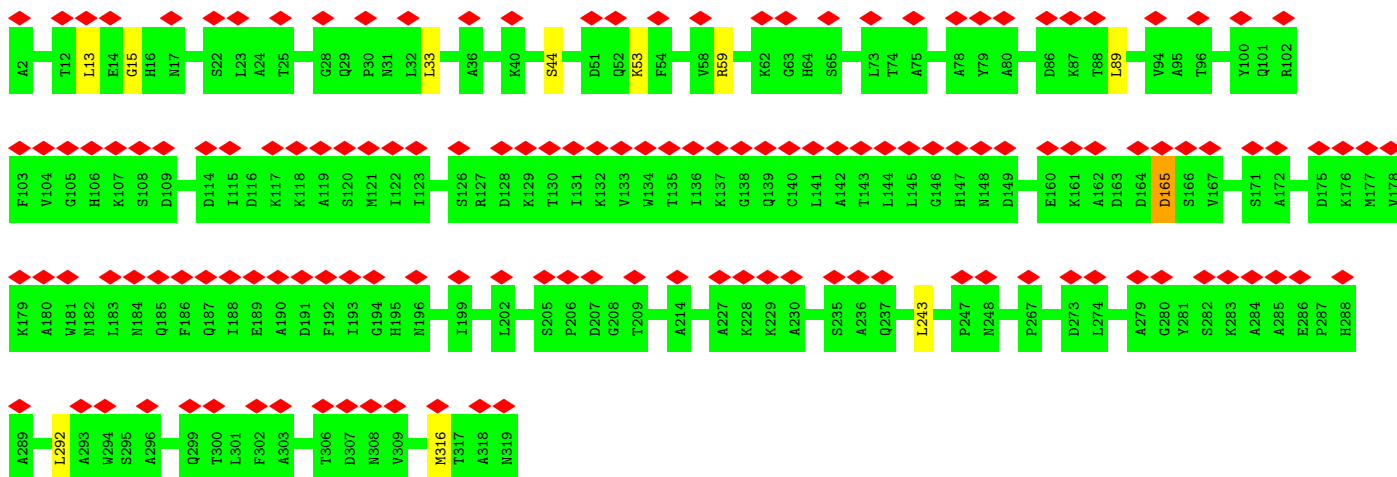 A2 T12 L13 E14 G15 H16 N17 S22 L23 A24 T25 G28 Q29 P30 N31 L32 L33 A36 K40 S44 D51 Q52 K53 F54 V58 R59 K62 G63 H64 S65 L73 T74 A75 A78 Y79 A80 D86 K87 T88 L89 V94 A95 T96 Y100 Q101 R102
F103 V104 G105 H106 K107 S108 D109 D114 I115 D116 K117 K118 A119 S120 M121 I122 I123 S126 R127 D128 K129 T130 I131 K132 V133 W134 T135 I136 K137 G138 Q139 C140 L141 A142 T143 L144 L145 G146 H147 N148 D149 E160 K161 A162 D163 D164 D165 S166 V167 S171 A172 D175 K176 M177 V178
K179 A180 W181 N182 L183 N184 Q185 F186 Q187 I188 E189 A190 D191 F192 I193 G194 H195 N196 I199 L202 S205 P206 D207 G208 T209 A214 A227 K228 K229 A230 S235 A236 Q237 L243 P247 N248 P267 D273 L274 A279 G280 Y281 S282 K283 A284 A285 E286 P287 H288
A289 L292 A293 W294 S295 A296 Q299 T300 L301 F302 A303 T306 D307 N308 V309 M316 T317 A318 N319